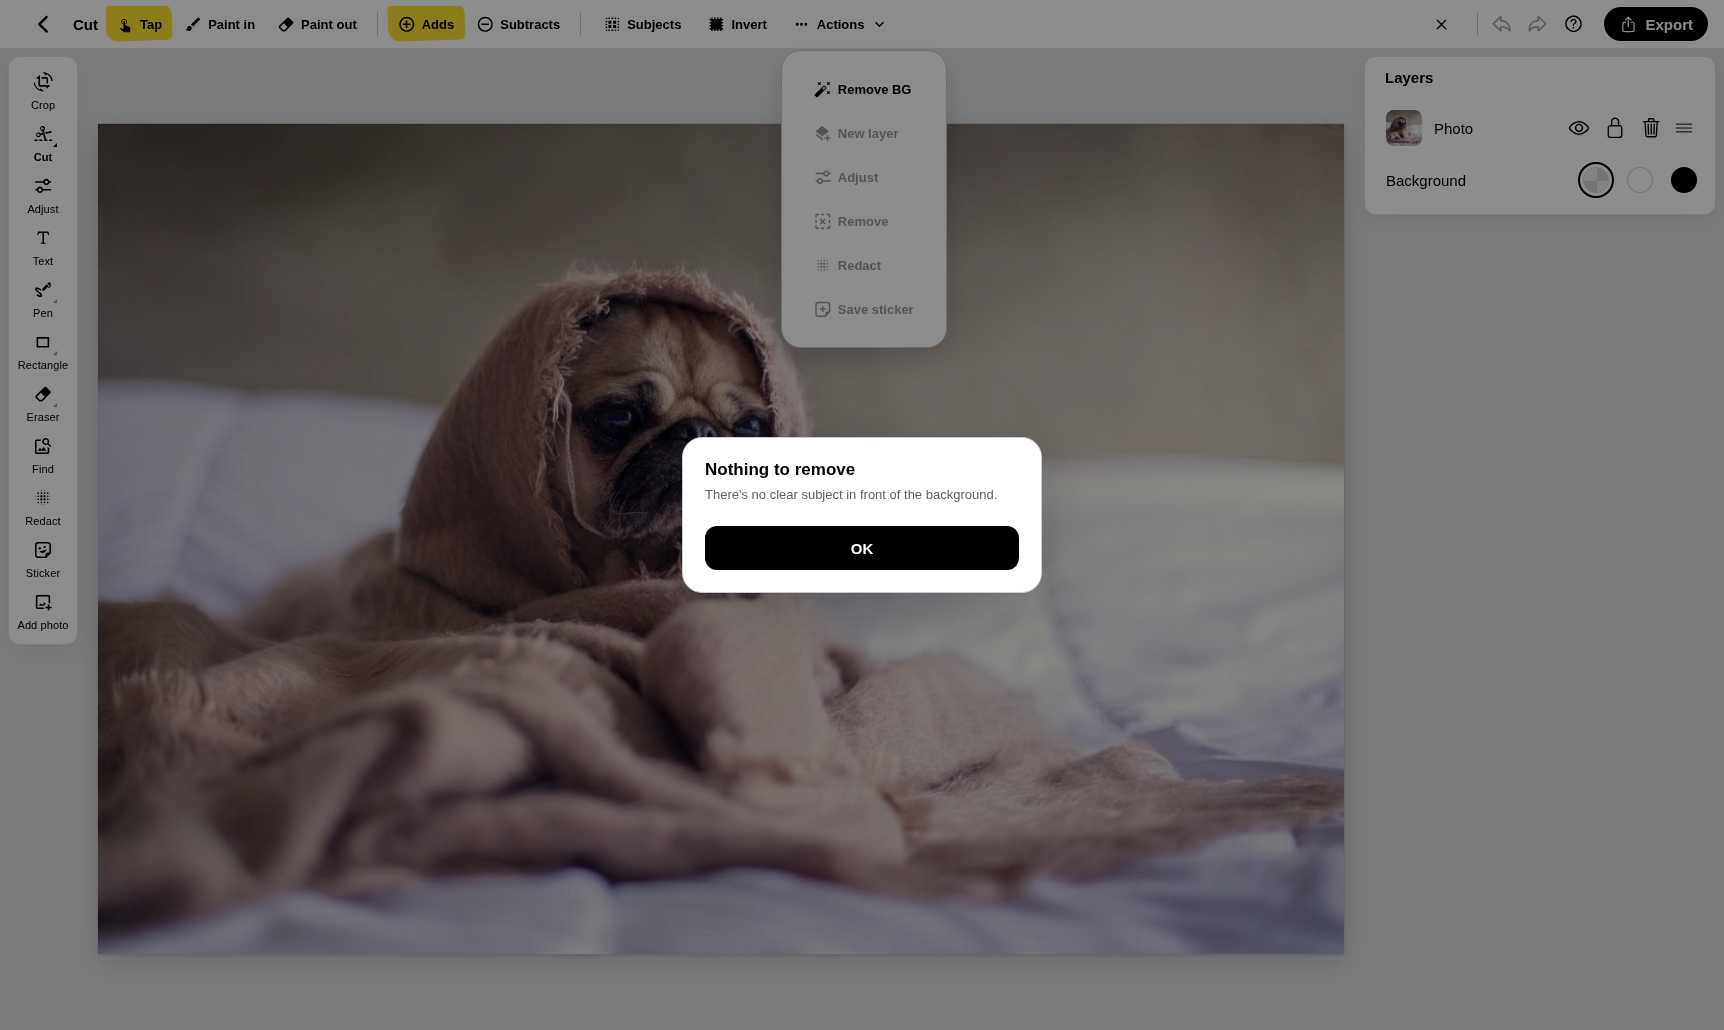 Cut
Tap
Paint in
Paint out
Adds
Subtracts
Subjects
Invert
Actions
Export
Crop
Cut
Adjust
Text
Pen
Rectangle
Eraser
Find
Redact
Sticker
Add photo
Remove BG
New layer
Adjust
Remove
Redact
Save sticker
Nothing to remove
There's no clear subject in front of the background.
OK
Layers
Photo
Background